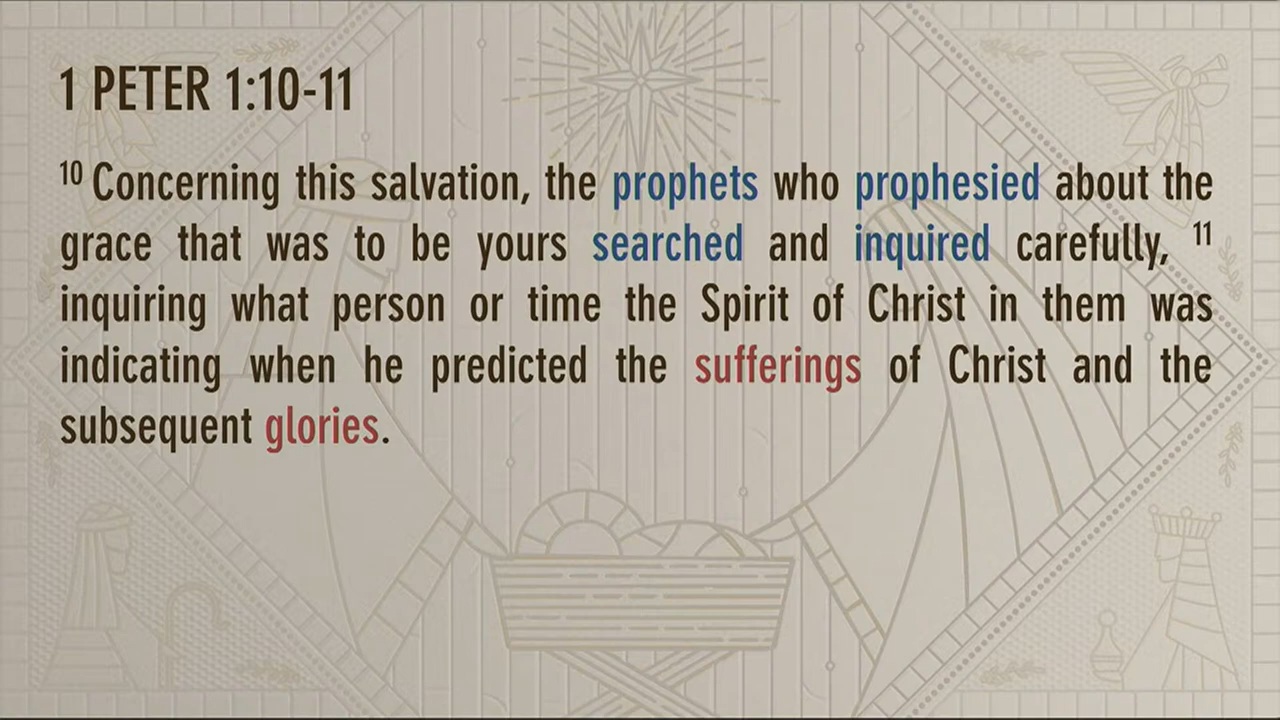 1 PETER 1:10-11
10 Concerning this salvation, the prophets who prophesied about the
grace that was to be yours searched and inquired carefully, 11
inquiring what person or time the Spirit of Christ in them was
indicating when he predicted the sufferings of Christ and the
subsequent glories.